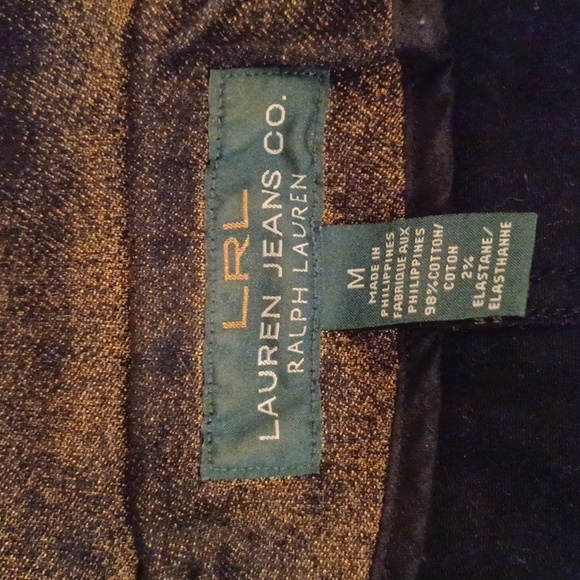 LRL
LAUREN JEANS CO.
RALPH LAUREN
M
MADE IN
PHILIPPINES
FABRIQUE AUX
PHILIPPINES
98% COTTON/
COTON
2%
ELASTANE/
ELASTHANNE